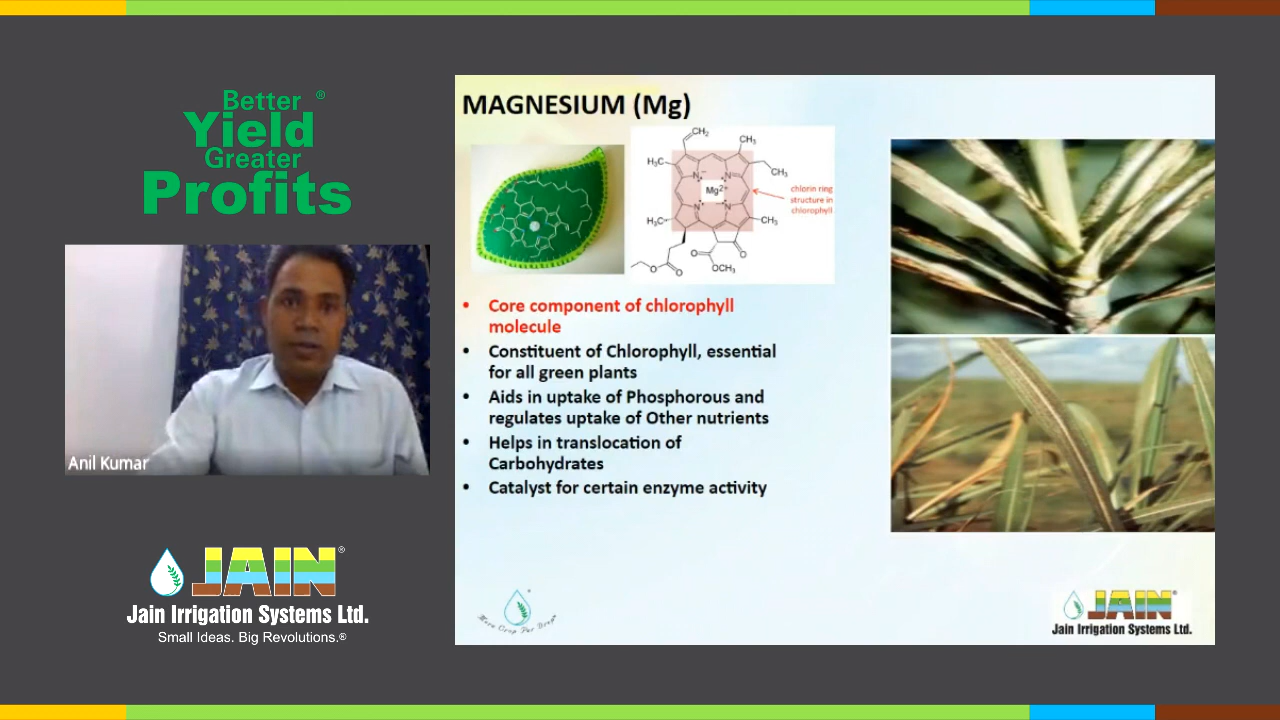 Better ®
Yield
Greater
Profits
Anil Kumar
JAIN®
Jain Irrigation Systems Ltd.
Small Ideas. Big Revolutions.®
MAGNESIUM (Mg)
CH₂
CH₃
H₃C
CH₃
N
N
Mg²⁺
N
N
H₃C
CH₃
O
O
O
O
OCH₃
chlorin ring
structure in
chlorophyll
• Core component of chlorophyll
molecule
• Constituent of Chlorophyll, essential
for all green plants
• Aids in uptake of Phosphorous and
regulates uptake of Other nutrients
• Helps in translocation of
Carbohydrates
• Catalyst for certain enzyme activity
More Crop Per Drop®
JAIN®
Jain Irrigation Systems Ltd.